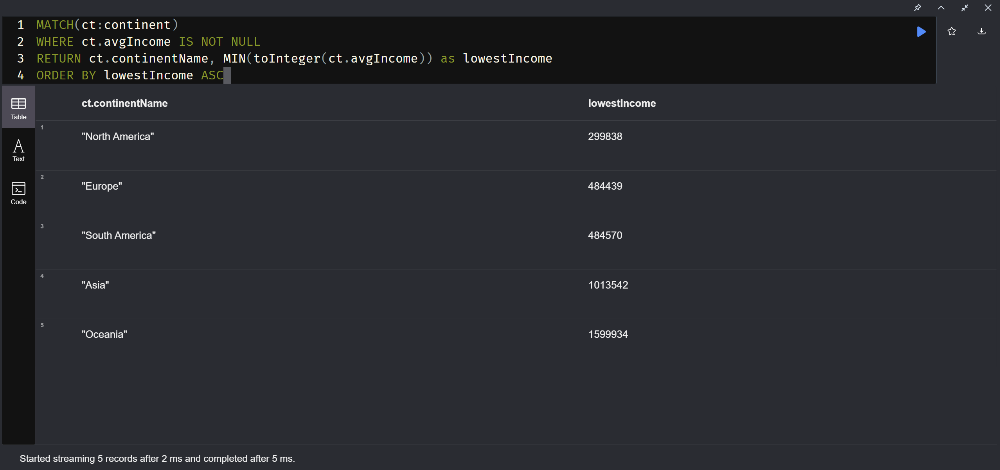 1 MATCH(ct:continent)
2 WHERE ct.avgIncome IS NOT NULL
3 RETURN ct.continentName, MIN(toInteger(ct.avgIncome)) as lowestIncome
4 ORDER BY lowestIncome ASC
Table
Text
Code
ct.continentName lowestIncome
1 "North America" 299838
2 "Europe" 484439
3 "South America" 484570
4 "Asia" 1013542
5 "Oceania" 1599934
Started streaming 5 records after 2 ms and completed after 5 ms.